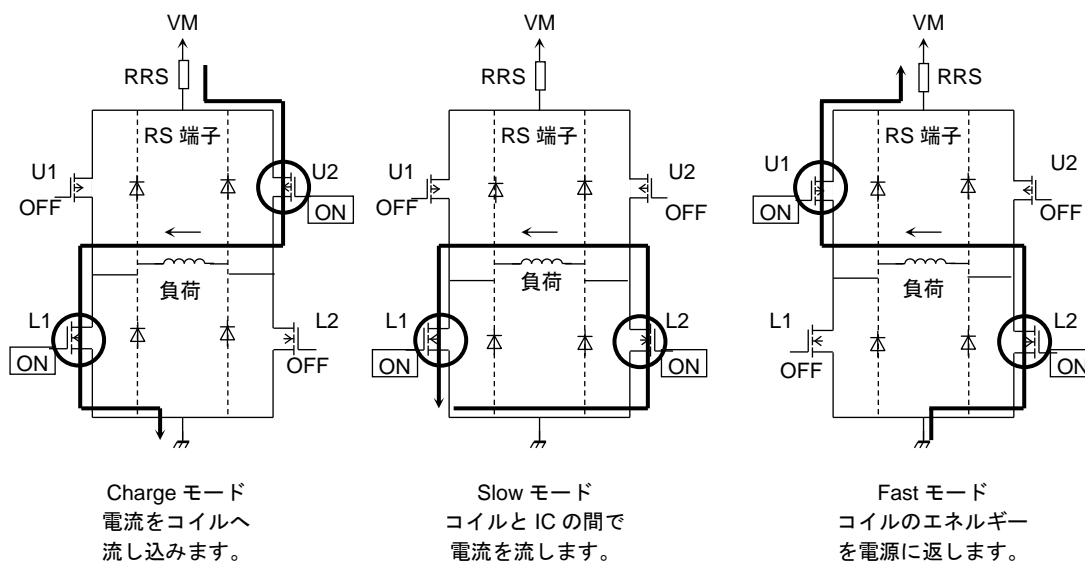 VM
RRS
RS 端子
U1
OFF
U2
ON
負荷
L1
ON
L2
OFF
Charge モード
電流をコイルへ
流し込みます。
VM
RRS
RS 端子
U1
OFF
U2
OFF
負荷
L1
ON
L2
ON
Slow モード
コイルと IC の間で
電流を流します。
VM
RRS
RS 端子
U1
ON
U2
OFF
負荷
L1
OFF
L2
ON
Fast モード
コイルのエネルギー
を電源に返します。